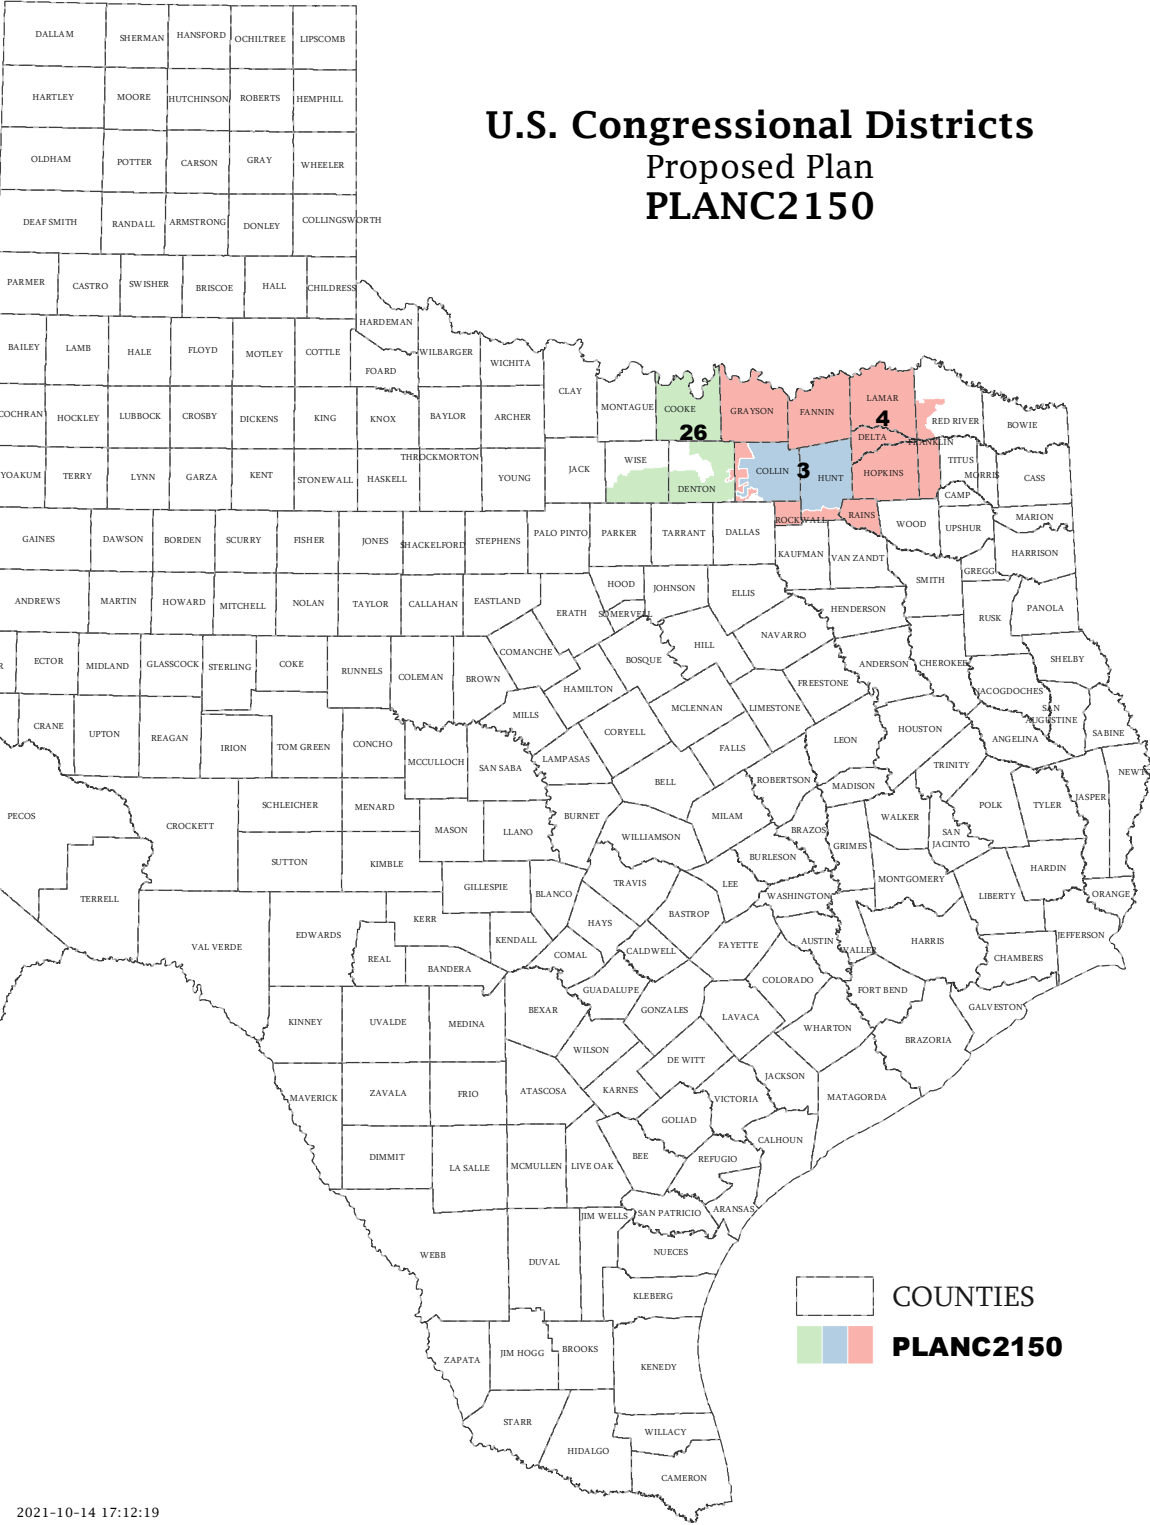 DALLAM
SHERMAN
HANSFORD
OCHILTREE
LIPSCOMB
HARTLEY
MOORE
HUTCHINSON
ROBERTS
HEMPHILL
U.S. Congressional Districts
Proposed Plan
PLANC2150
OLDHAM
POTTER
CARSON
GRAY
WHEELER
DEAF SMITH
RANDALL
ARMSTRONG
DONLEY
COLLINGSWORTH
PARMER
CASTRO
SWISHER
BRISCOE
HALL
CHILDRESS
HARDEMAN
BAILEY
LAMB
HALE
FLOYD
MOTLEY
COTTLE
FOARD
WILBARGER
WICHITA
CLAY
MONTAGUE
COOKE
26
GRAYSON
FANNIN
LAMAR
4
DELTA
RED RIVER
FRANKLIN
BOWIE
COCHRAN
HOCKLEY
LUBBOCK
CROSBY
DICKENS
KING
KNOX
BAYLOR
ARCHER
YOAKUM
TERRY
LYNN
GARZA
KENT
STONEWALL
HASKELL
THROCKMORTON
YOUNG
JACK
WISE
DENTON
COLLIN
3
HUNT
HOPKINS
TITUS
MORRIS
CAMP
CASS
ROCKWALL
RAINS
WOOD
UPSHUR
MARION
GAINES
DAWSON
BORDEN
SCURRY
FISHER
JONES
SHACKELFORD
STEPHENS
PALO PINTO
PARKER
TARRANT
DALLAS
KAUFMAN
VAN ZANDT
HARRISON
GREGG
SMITH
ANDREWS
MARTIN
HOWARD
MITCHELL
NOLAN
TAYLOR
CALLAHAN
EASTLAND
ERATH
HOOD
SOMERVELL
JOHNSON
ELLIS
HENDERSON
RUSK
PANOLA
R
ECTOR
MIDLAND
GLASSCOCK
STERLING
COKE
RUNNELS
COLEMAN
BROWN
COMANCHE
HAMILTON
BOSQUE
HILL
NAVARRO
FREESTONE
ANDERSON
CHEROKEE
SHELBY
NACOGDOCHES
SAN
AUGUSTINE
CRANE
UPTON
REAGAN
IRION
TOM GREEN
CONCHO
MCCULLOCH
SAN SABA
MILLS
LAMPASAS
CORYELL
MCLENNAN
LIMESTONE
FALLS
LEON
HOUSTON
ANGELINA
SABINE
TRINITY
NEWT
PECOS
CROCKETT
SCHLEICHER
MENARD
MASON
LLANO
BURNET
BELL
WILLIAMSON
MILAM
ROBERTSON
MADISON
BRAZOS
GRIMES
WALKER
SAN
JACINTO
POLK
TYLER
JASPER
SUTTON
KIMBLE
TERRELL
GILLESPIE
BLANCO
TRAVIS
LEE
BURLESON
WASHINGTON
MONTGOMERY
LIBERTY
HARDIN
ORANGE
VAL VERDE
EDWARDS
KERR
REAL
BANDERA
KENDALL
HAYS
COMAL
BASTROP
CALDWELL
FAYETTE
AUSTIN
WALLER
HARRIS
JEFFERSON
CHAMBERS
KINNEY
UVALDE
MEDINA
BEXAR
GUADALUPE
GONZALES
COLORADO
LAVACA
WHARTON
FORT BEND
GALVESTON
BRAZORIA
WILSON
DE WITT
MAVERICK
ZAVALA
FRIO
ATASCOSA
KARNES
GOLIAD
VICTORIA
JACKSON
MATAGORDA
CALHOUN
DIMMIT
LA SALLE
MCMULLEN
LIVE OAK
BEE
REFUGIO
ARANSAS
SAN PATRICIO
JIM WELLS
NUECES
WEBB
DUVAL
KLEBERG
ZAPATA
JIM HOGG
BROOKS
KENEDY
COUNTIES
PLANC2150
STARR
HIDALGO
WILLACY
CAMERON
2021-10-14 17:12:19